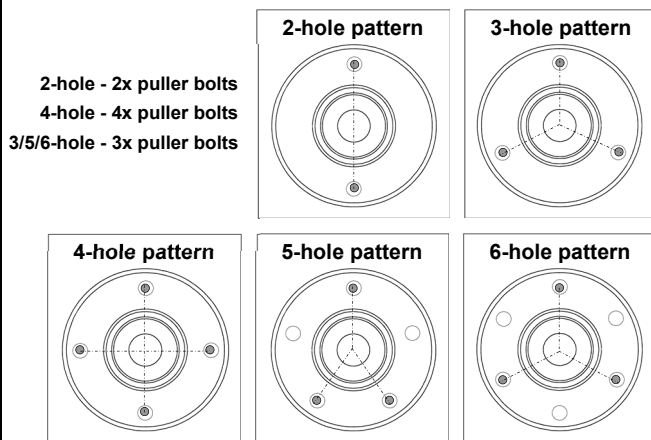 2-hole pattern
3-hole pattern
2-hole - 2x puller bolts
4-hole - 4x puller bolts
3/5/6-hole - 3x puller bolts
4-hole pattern
5-hole pattern
6-hole pattern